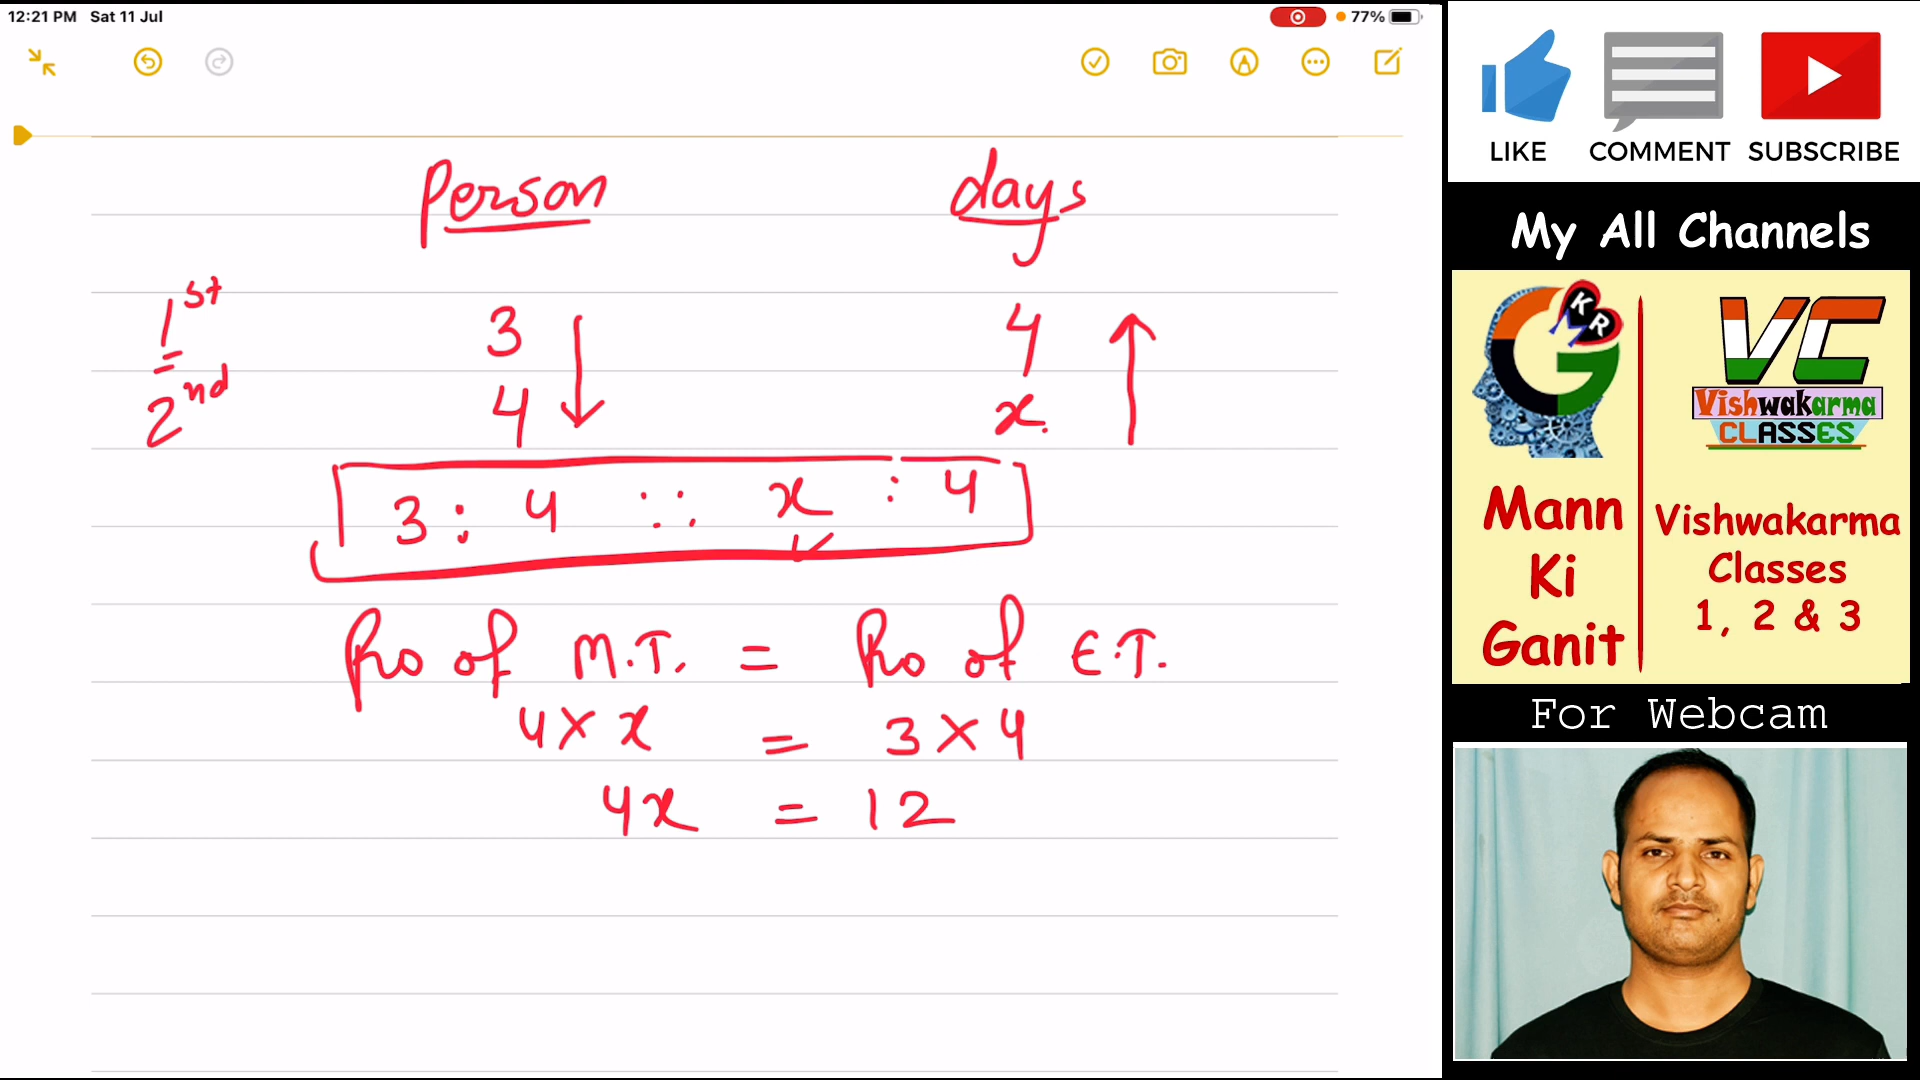 12:21 PM Sat 11 Jul
77%
Person days
1st 3 4
2nd 4 x
3 : 4 :: x : 4
Pro of M.T. = Pro of E.T.
4 × x = 3 × 4
4x = 12
LIKE COMMENT SUBSCRIBE
My All Channels
G KR
VC
Vishwakarma
CLASSES
Mann
Ki
Ganit
Vishwakarma
Classes
1, 2 & 3
For Webcam